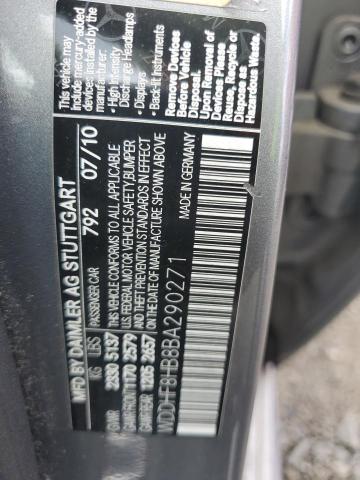 MFD BY DAIMLER AG STUTTGART
PASSENGER CAR 792 07/10
KG LBS
GVWR 2330 5137
GAWR FRONT 1170 2579
GAWR REAR 1205 2657
THIS VEHICLE CONFORMS TO ALL APPLICABLE
U.S. FEDERAL MOTOR VEHICLE SAFETY, BUMPER
AND THEFT PREVENTION STANDARDS IN EFFECT
ON THE DATE OF MANUFACTURE SHOWN ABOVE.
WDDHF8HB8BA290271
This vehicle may
include mercury-added
devices installed by the
• High Intensity
Discharge Headlamps
• Displays
• Back-lit Instruments
Remove Devices
Before Vehicle
Disposal.
Upon Removal of
Devices Please
Reuse, Recycle or
Dispose as
Hazardous Waste.